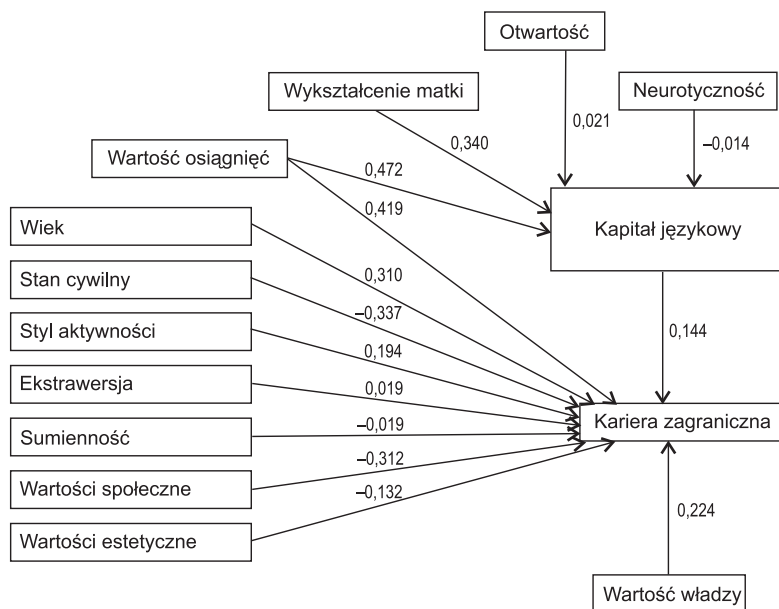 Otwartość
Wykształcenie matki
Neurotyczność
0,021
–0,014
0,340
Wartość osiągnięć
0,472
0,419
Kapitał językowy
Wiek
0,310
Stan cywilny
–0,337
Styl aktywności
0,194
0,144
Ekstrawersja
0,019
Kariera zagraniczna
Sumienność
–0,019
Wartości społeczne
–0,312
Wartości estetyczne
–0,132
0,224
Wartość władzy